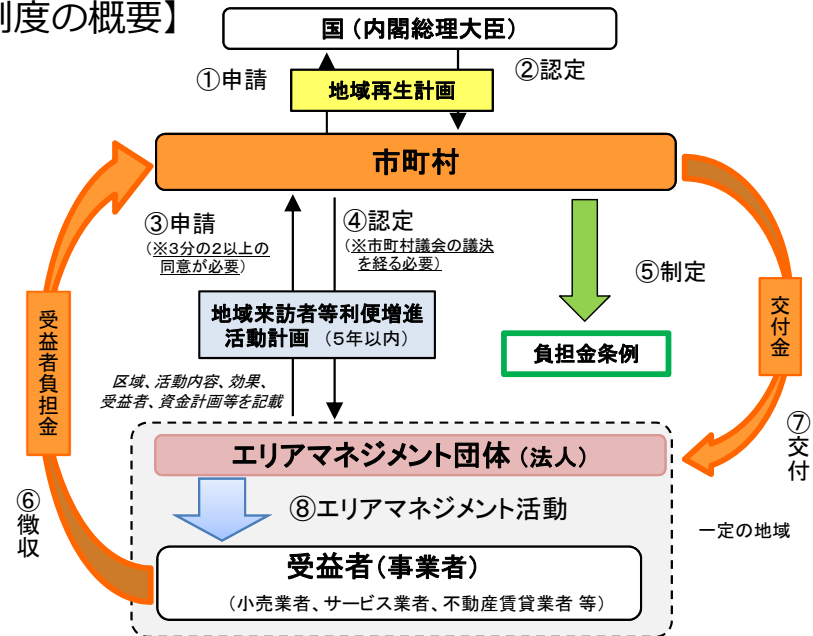 度の概要】
国（内閣総理大臣）
①申請
②認定
地域再生計画
市町村
③申請
（※3分の2以上の
同意が必要）
④認定
（※市町村議会の議決
を経る必要）
⑤制定
地域来訪者等利便増進
活動計画 （5年以内）
負担金条例
受益者負担金
交付金
区域、活動内容、効果、
受益者、資金計画等を記載
⑦交付
エリアマネジメント団体（法人）
⑧エリアマネジメント活動
⑥徴収
一定の地域
受益者（事業者）
（小売業者、サービス業者、不動産賃貸業者 等）